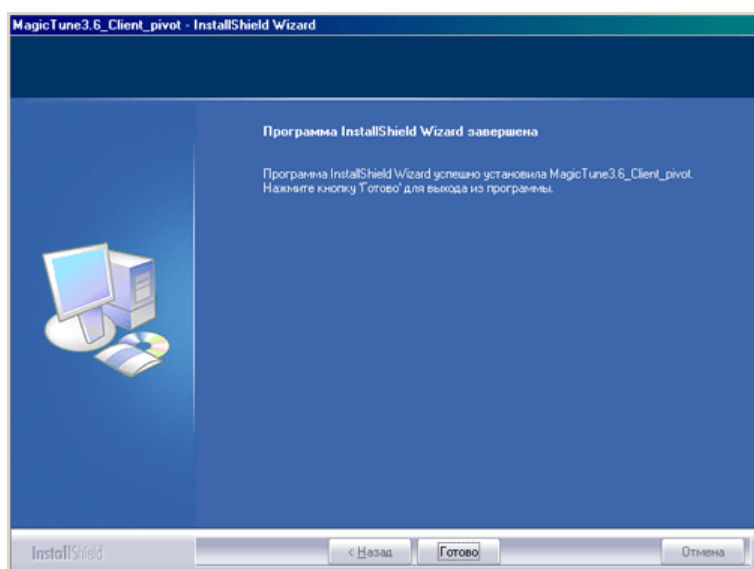 MagicTune3.6_Client_pivot - InstallShield Wizard
Программа InstallShield Wizard завершена
Программа InstallShield Wizard успешно установила MagicTune3.6_Client_pivot.
Нажмите кнопку 'Готово' для выхода из программы.
InstallShield
< Назад
Готово
Отмена